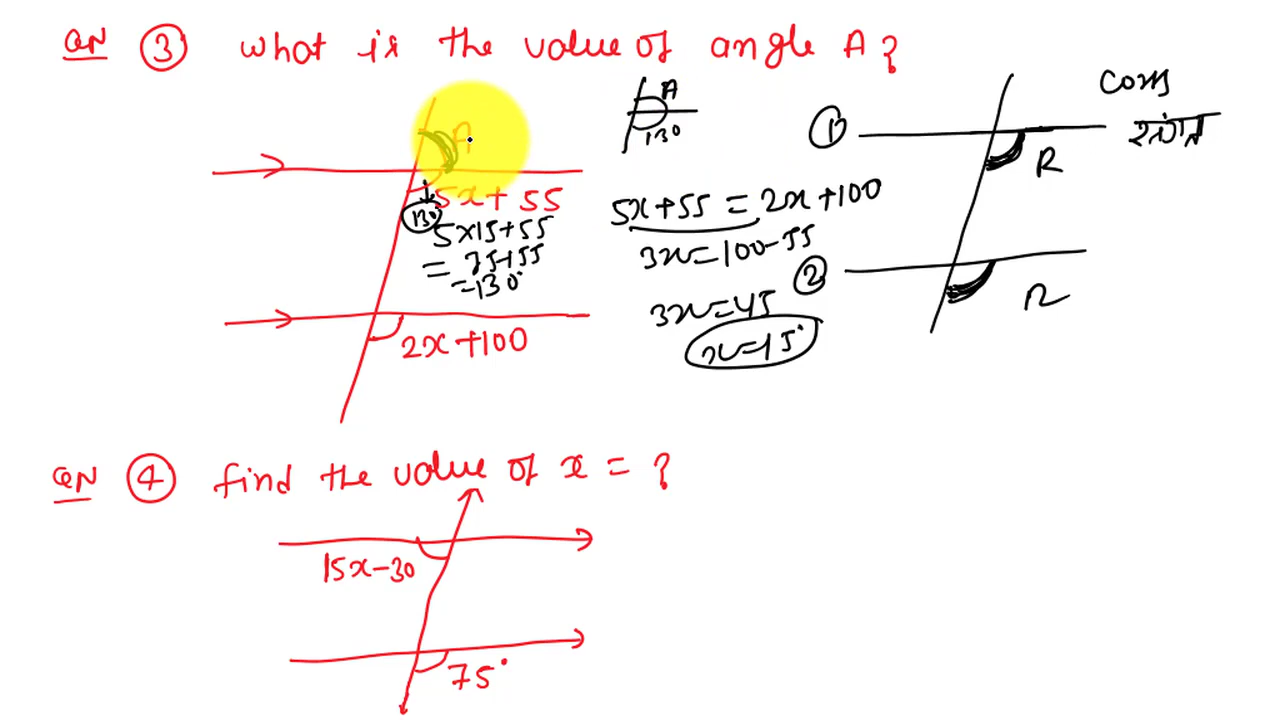 QN ③ What is the value of angle A?
A
5x + 55
130
5×15+55
= 75+55
=130°
2x+100
A
130
5x+55 = 2x+100
3x=100-55
3x=45
x=15°
①
R
②
R
QN ④ find the value of x = ?
15x-30
75°